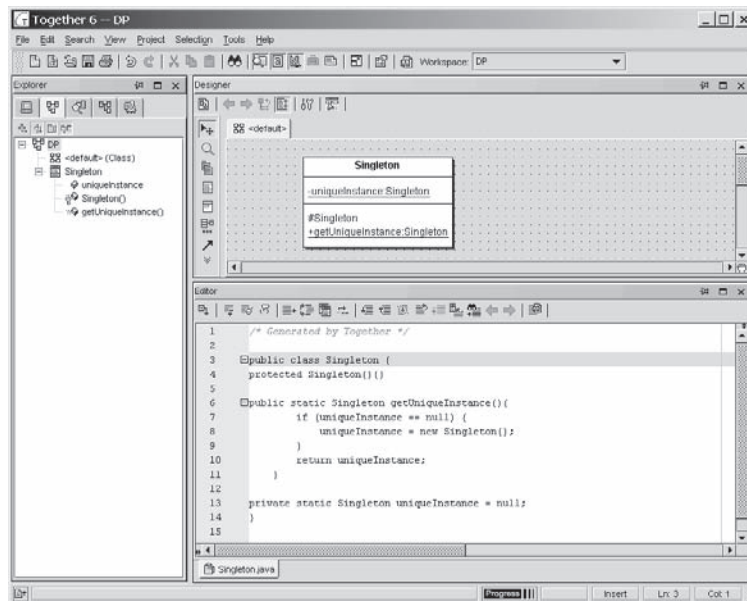 Together 6 -- DP
File Edit Search View Project Selection Tools Help
Workspace: DP
Explorer
DP
<default> (Class)
Singleton
uniqueInstance
Singleton()
getUniqueInstance()
Designer
<default>
Singleton
-uniqueInstance:Singleton
#Singleton
+getUniqueInstance:Singleton
Editor
1 /* Generated by Together */
2
3 public class Singleton {
4 protected Singleton(){}
5
6 public static Singleton getUniqueInstance(){
7 if (uniqueInstance == null) {
8 uniqueInstance = new Singleton();
9 }
10 return uniqueInstance;
11 }
12
13 private static Singleton uniqueInstance = null;
14 }
15
Singleton.java
Progress Insert Ln: 3 Col: 1